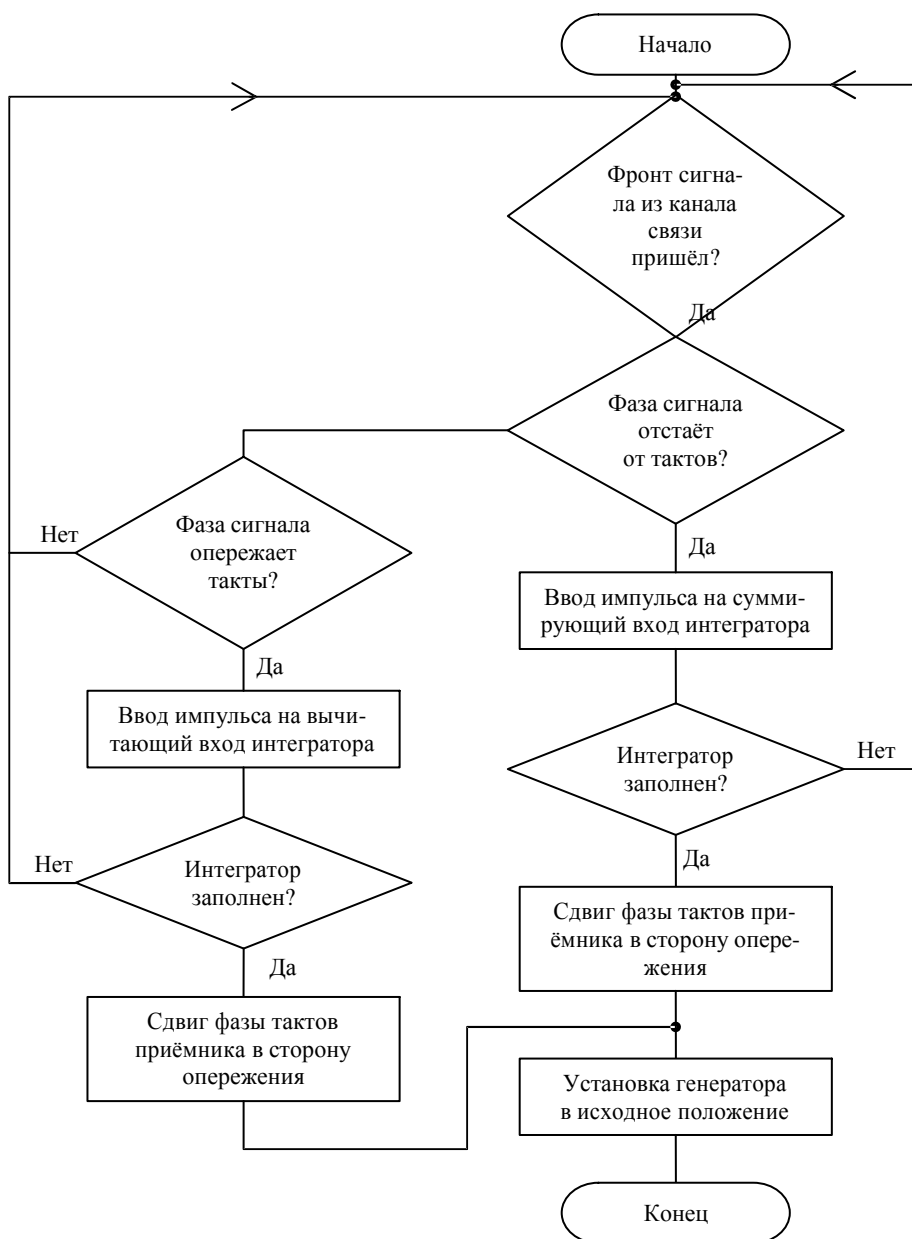 Начало
Фронт сигна-
ла из канала
связи
пришёл?
Да
Фаза сигнала
отстаёт
от тактов?
Нет
Фаза сигнала
опережает
такты?
Да
Ввод импульса на сумми-
рующий вход интегратора
Да
Ввод импульса на вычи-
тающий вход интегратора
Интегратор
заполнен?
Нет
Нет
Интегратор
заполнен?
Да
Сдвиг фазы тактов при-
ёмника в сторону опере-
жения
Да
Сдвиг фазы тактов
приёмника в сторону
опережения
Установка генератора
в исходное положение
Конец